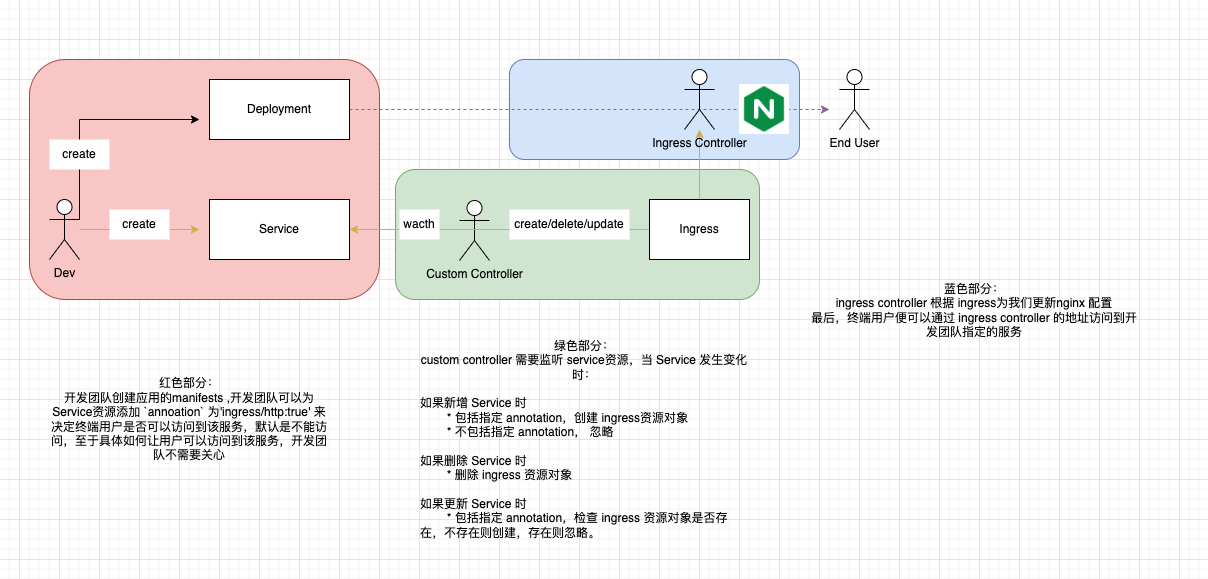 Deployment
create
create
Service
Dev
N
Ingress Controller
End User
wacth
create/delete/update
Ingress
Custom Controller
蓝色部分：
ingress controller 根据 ingress为我们更新nginx 配置
最后，终端用户便可以通过 ingress controller 的地址访问到开
发团队指定的服务
绿色部分：
custom controller 需要监听 service资源，当 Service 发生变化
时：
如果新增 Service 时
* 包括指定 annotation，创建 ingress资源对象
* 不包括指定 annotation， 忽略
如果删除 Service 时
* 删除 ingress 资源对象
如果更新 Service 时
* 包括指定 annotation，检查 ingress 资源对象是否存
在，不存在则创建，存在则忽略。
红色部分：
开发团队创建应用的manifests ,开发团队可以为
Service资源添加 `annoation` 为'ingress/http:true' 来
决定终端用户是否可以访问到该服务，默认是不能访
问，至于具体如何让用户可以访问到该服务，开发团
队不需要关心